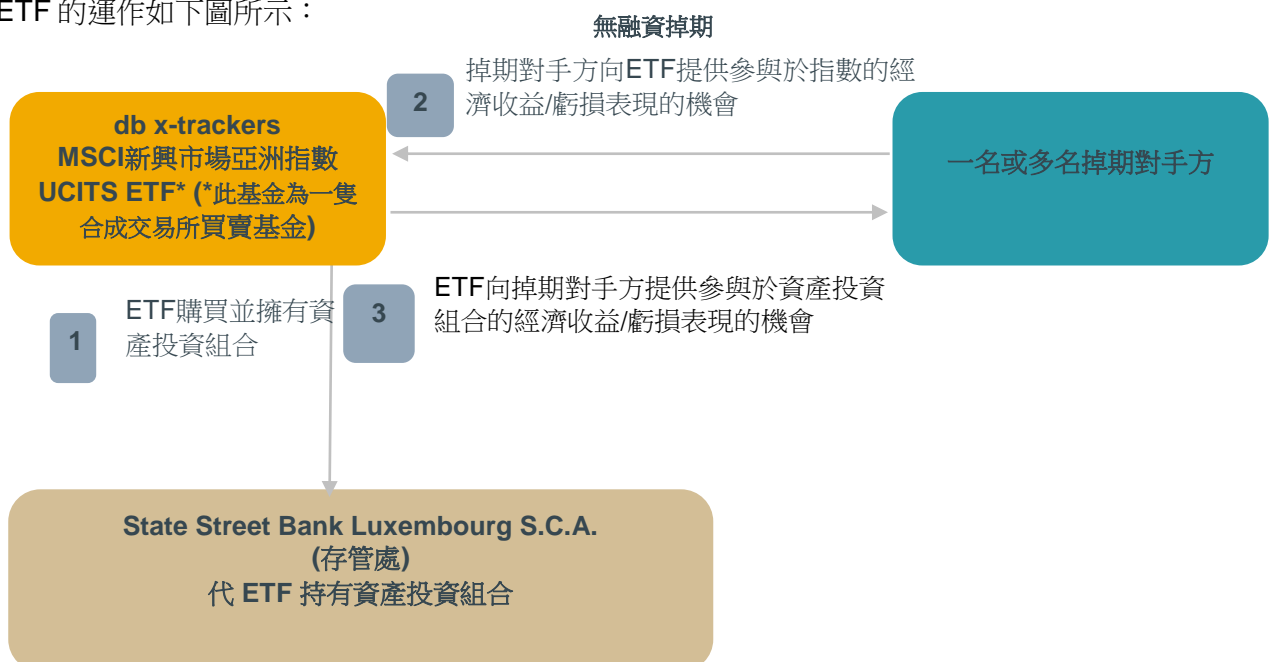 ETF 的運作如下圖所示：
無融資掉期
2
掉期對手方向ETF提供參與於指數的經
濟收益/虧損表現的機會
db x-trackers
MSCI新興市場亞洲指數
UCITS ETF* (*此基金為一隻
合成交易所買賣基金)
一名或多名掉期對手方
1
ETF購買並擁有資
產投資組合
3
ETF向掉期對手方提供參與於資產投資
組合的經濟收益/虧損表現的機會
State Street Bank Luxembourg S.C.A.
(存管處)
代 ETF 持有資產投資組合